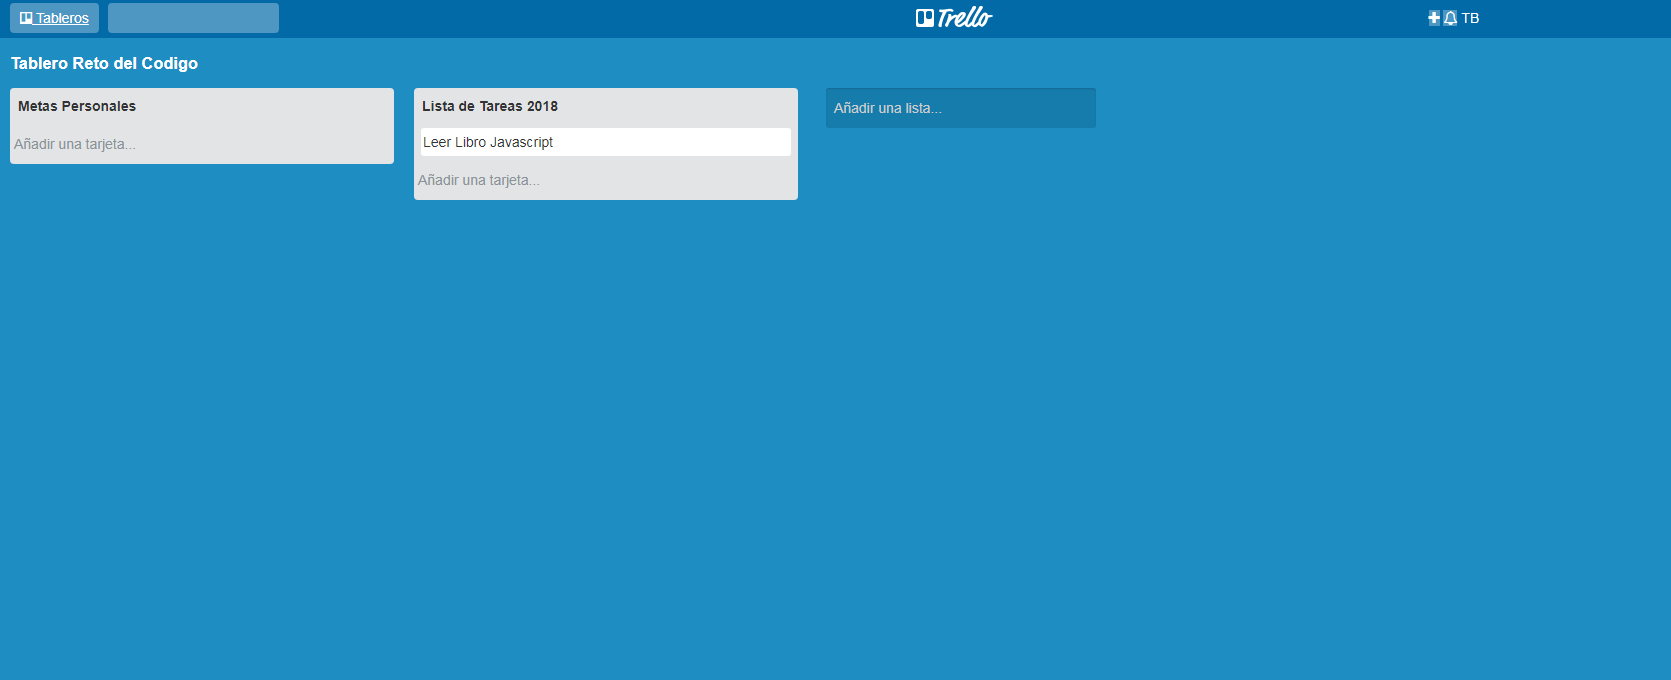 Tableros
Trello
TB
Tablero Reto del Codigo
Metas Personales
Añadir una tarjeta...
Lista de Tareas 2018
Leer Libro Javascript
Añadir una tarjeta...
Añadir una lista...